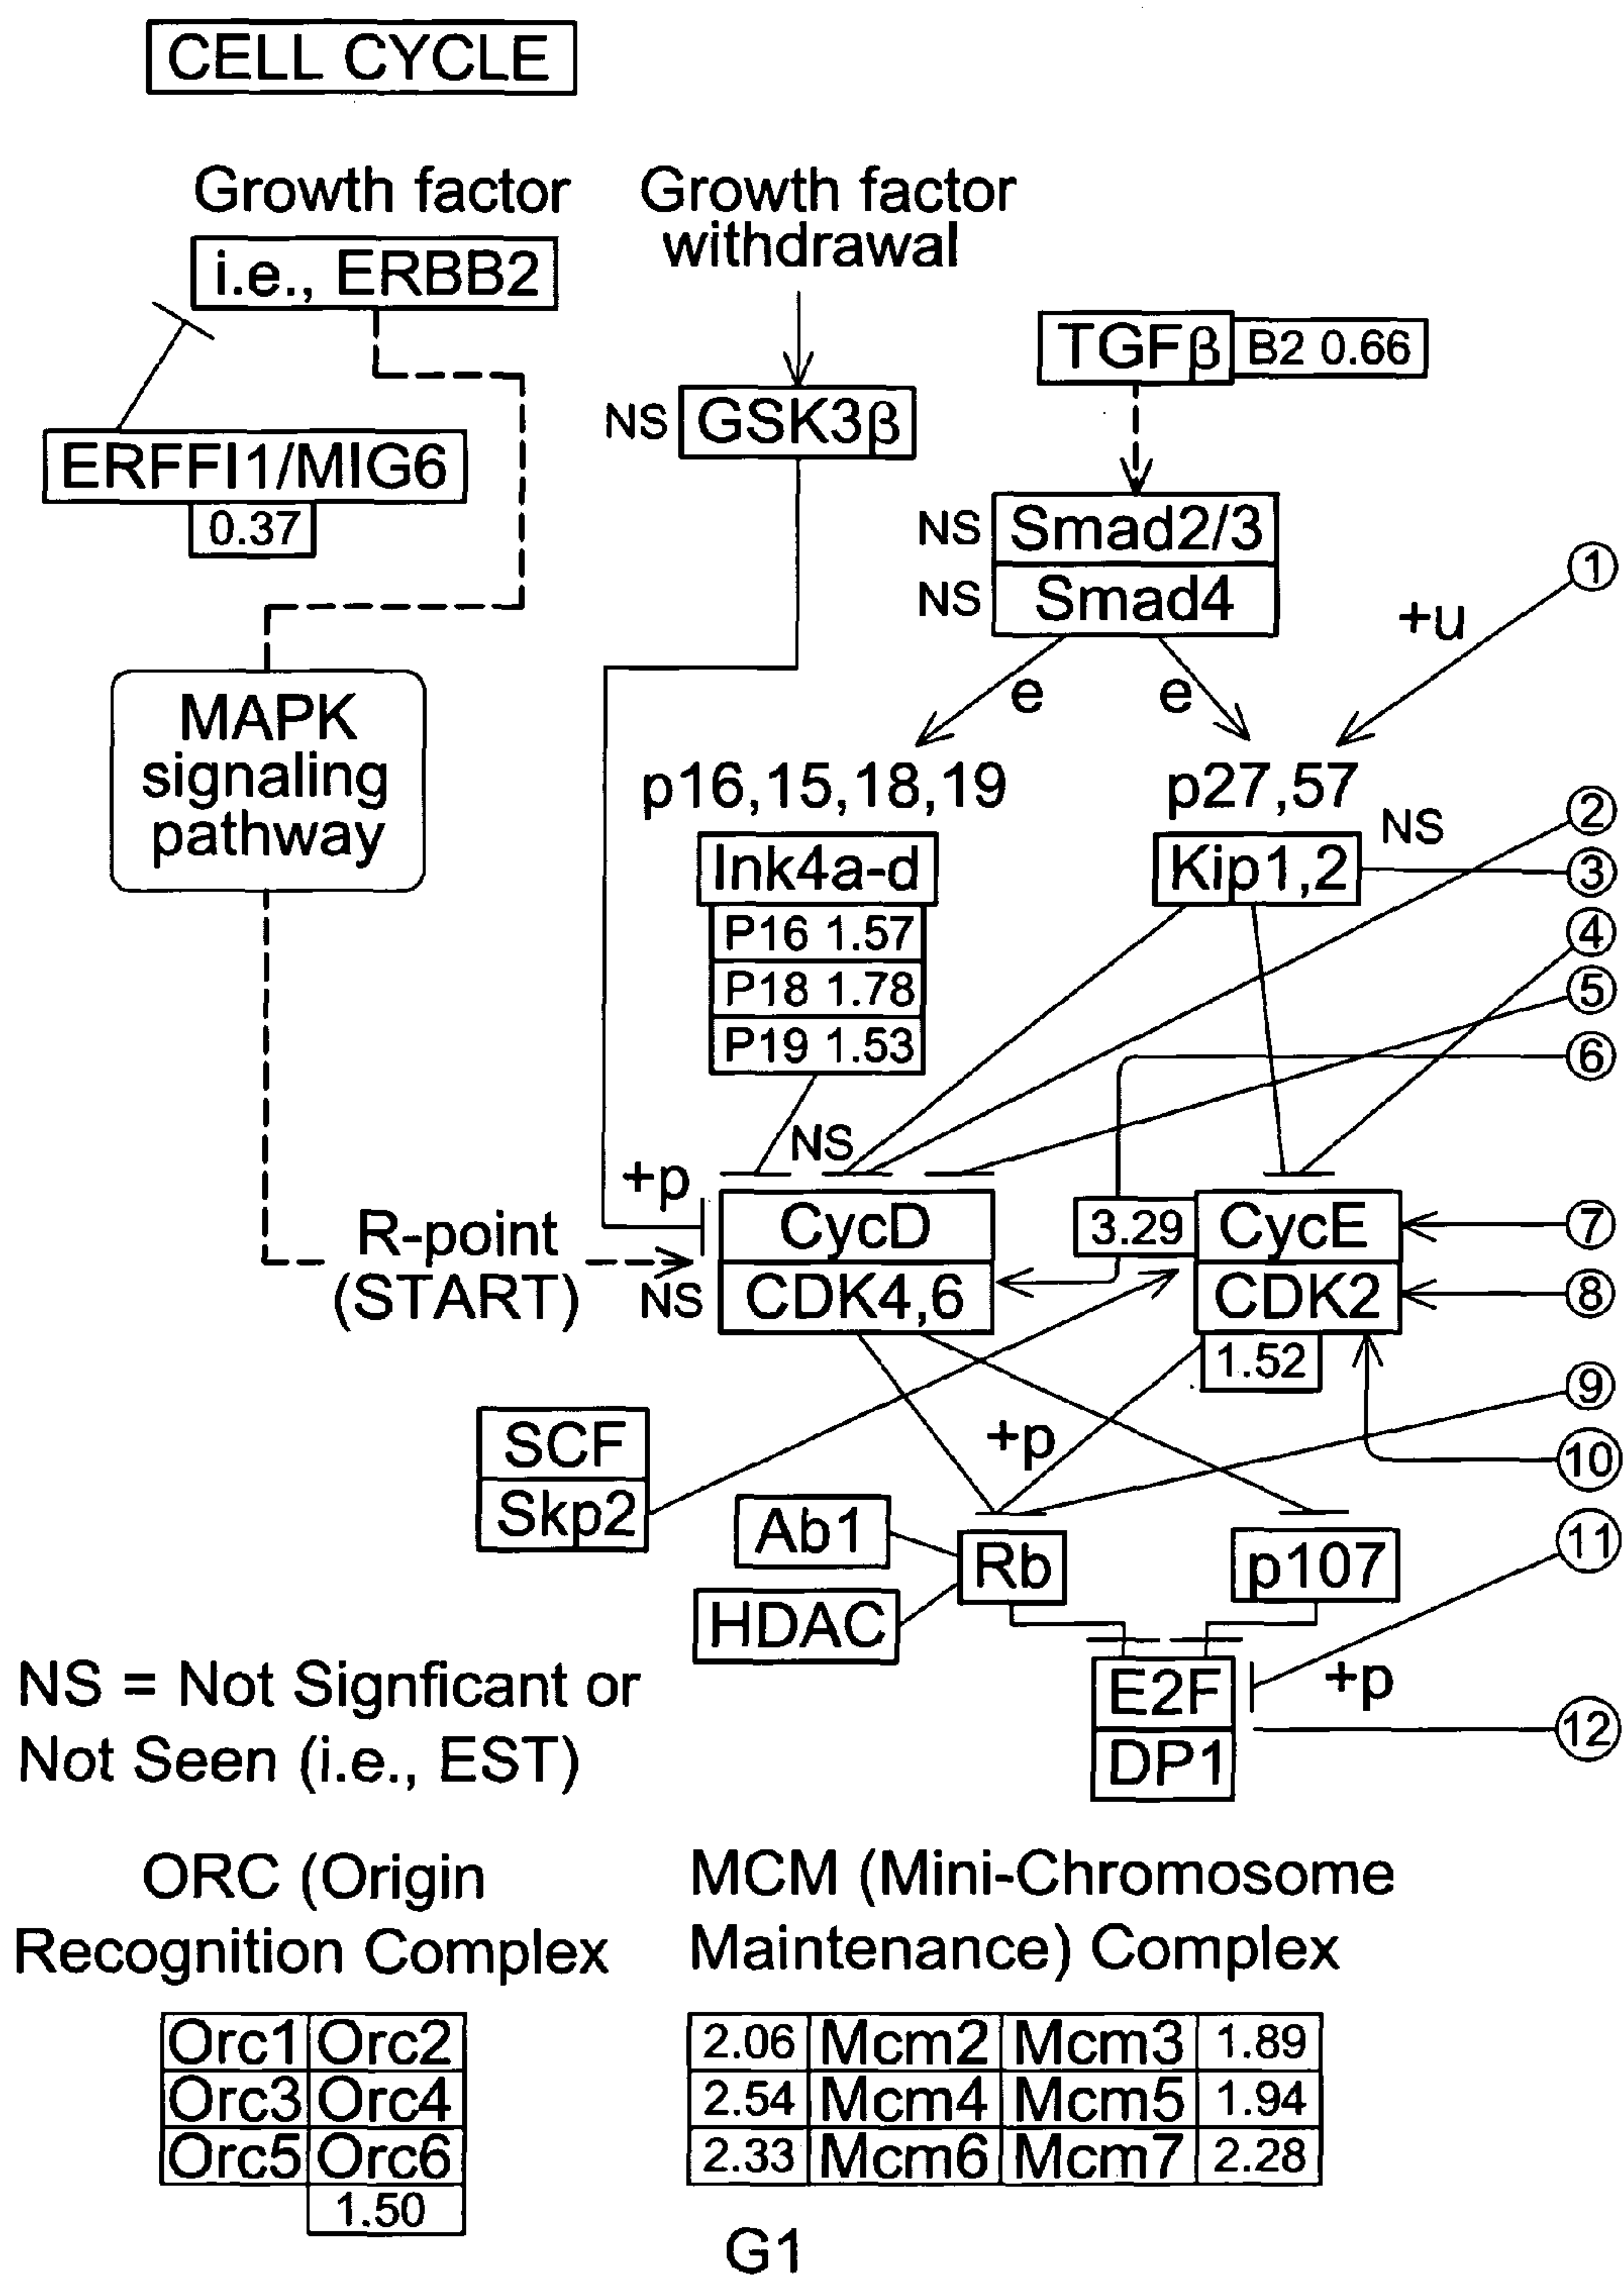 CELL CYCLE
Growth factor
i.e., ERBB2
Growth factor
withdrawal
TGFβ
B2 0.66
NS
GSK3β
ERFFI1/MIG6
0.37
NS
Smad2/3
NS
Smad4
1
+u
e
e
MAPK
signaling
pathway
p16,15,18,19
p27,57
2
NS
Ink4a-d
Kip1,2
3
P16 1.57
4
P18 1.78
5
P19 1.53
6
NS
+p
R-point
(START)
CycD
3.29
CycE
7
NS
CDK4,6
CDK2
8
1.52
9
SCF
+p
10
Skp2
Ab1
11
Rb
p107
HDAC
NS = Not Signficant or
Not Seen (i.e., EST)
E2F
+p
12
DP1
ORC (Origin
Recognition Complex
MCM (Mini-Chromosome
Maintenance) Complex
Orc1 Orc2
Orc3 Orc4
Orc5 Orc6
1.50
2.06 Mcm2 Mcm3 1.89
2.54 Mcm4 Mcm5 1.94
2.33 Mcm6 Mcm7 2.28
G1